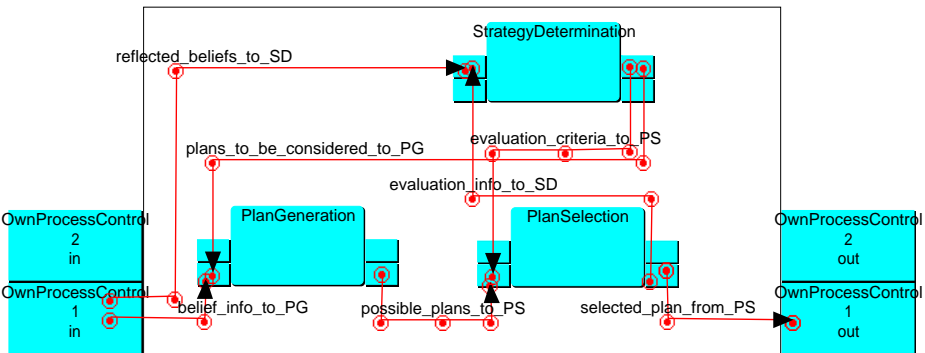 StrategyDetermination
reflected_beliefs_to_SD
evaluation_criteria_to_PS
plans_to_be_considered_to_PG
evaluation_info_to_SD
OwnProcessControl
2
in
PlanGeneration
PlanSelection
OwnProcessControl
2
out
OwnProcessControl
1
in
belief_info_to_PG
possible_plans_to_PS
selected_plan_from_PS
OwnProcessControl
1
out